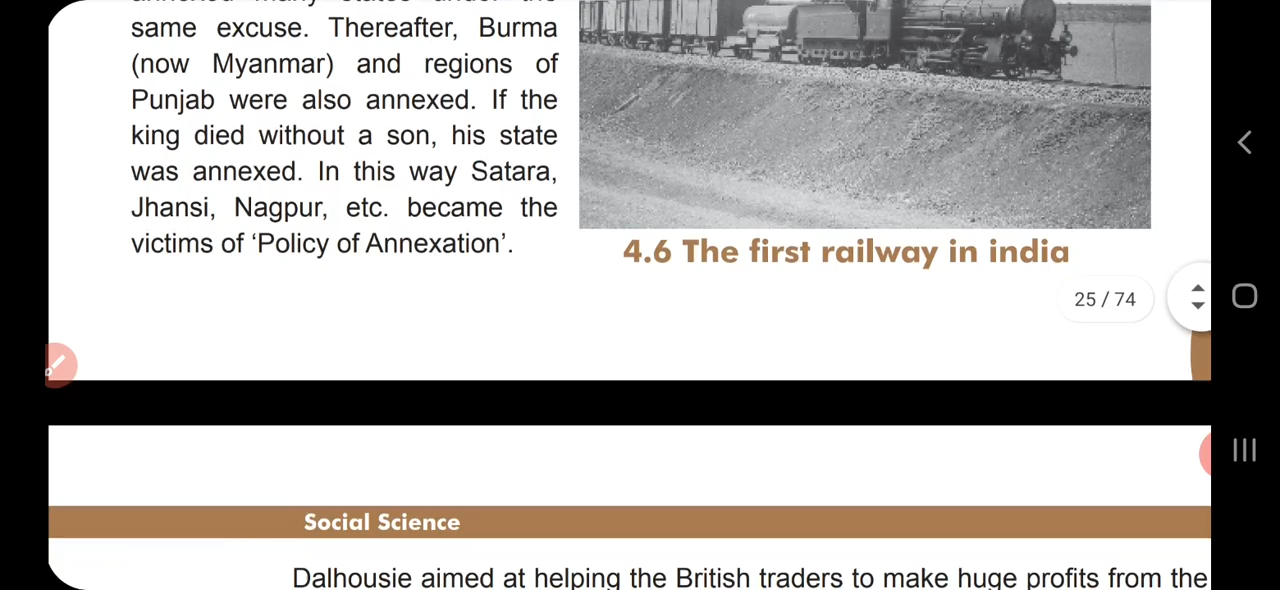 same excuse. Thereafter, Burma
(now Myanmar) and regions of
Punjab were also annexed. If the
king died without a son, his state
was annexed. In this way Satara,
Jhansi, Nagpur, etc. became the
victims of ‘Policy of Annexation’.
4.6 The first railway in india
25 / 74
Social Science
Dalhousie aimed at helping the British traders to make huge profits from the